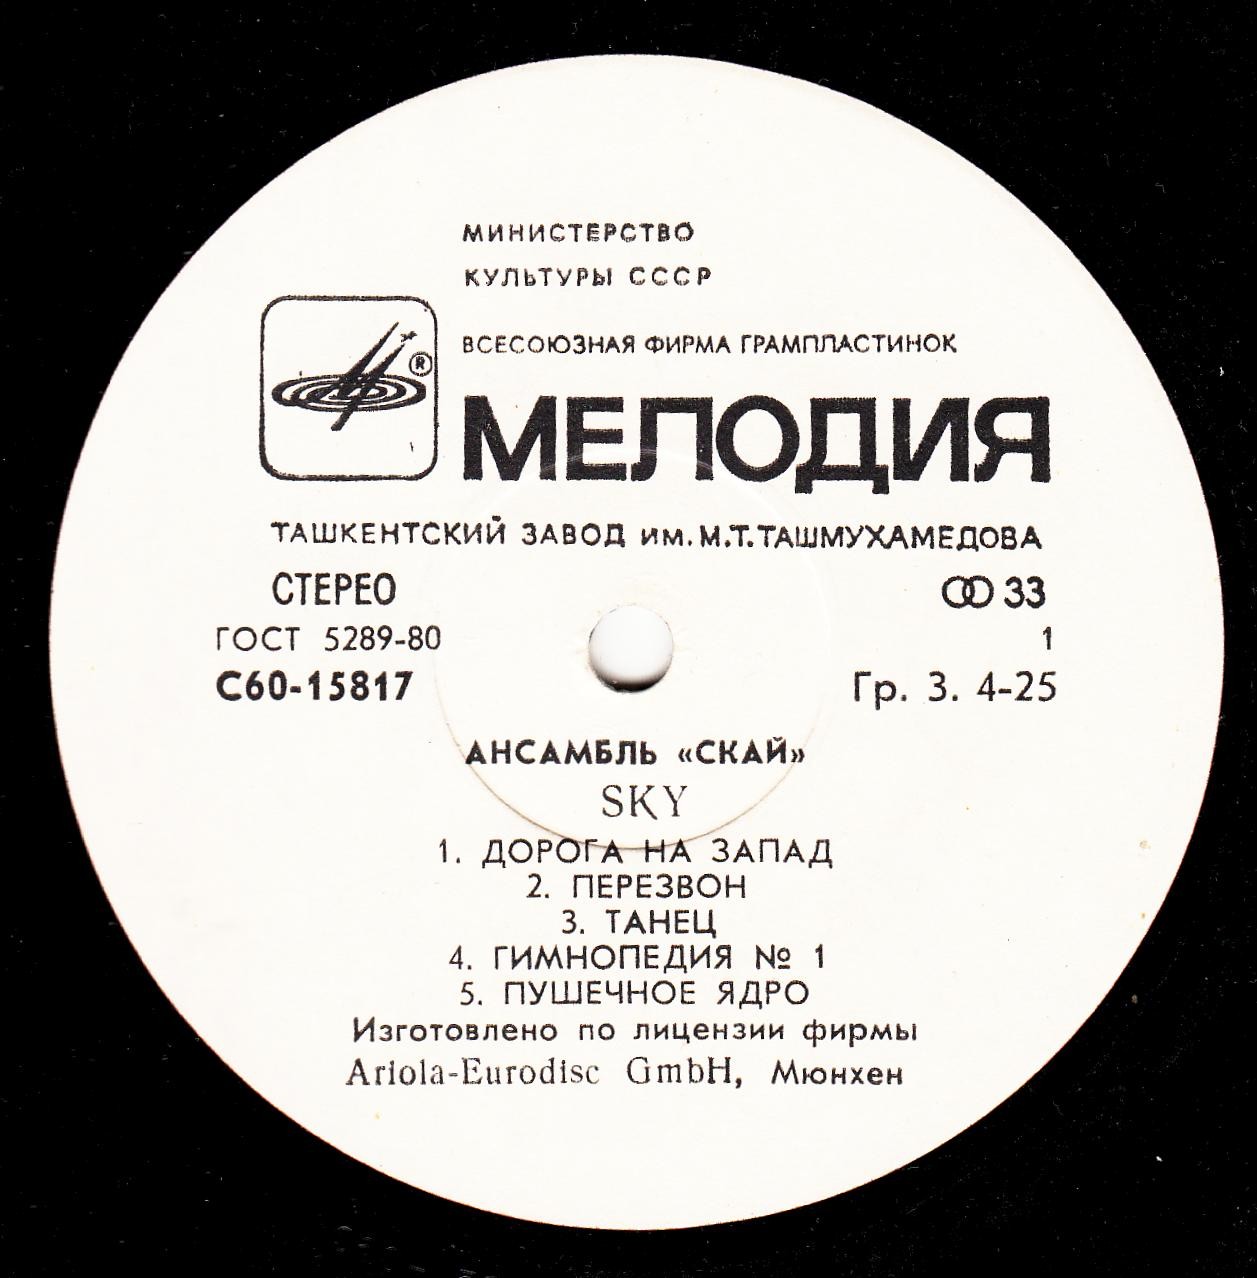 МИНИСТЕРСТВО
КУЛЬТУРЫ СССР
ВСЕСОЮЗНАЯ ФИРМА ГРАМПЛАСТИНОК
®
МЕЛОДИЯ
ТАШКЕНТСКИЙ ЗАВОД им. М.Т.ТАШМУХАМЕДОВА
СТЕРЕО 33
ГОСТ 5289-80 1
С60-15817 Гр. 3. 4-25
АНСАМБЛЬ «СКАЙ»
SKY
1. ДОРОГА НА ЗАПАД
2. ПЕРЕЗВОН
3. ТАНЕЦ
4. ГИМНОПЕДИЯ № 1
5. ПУШЕЧНОЕ ЯДРО
Изготовлено по лицензии фирмы
Ariola-Eurodisc GmbH, Мюнхен